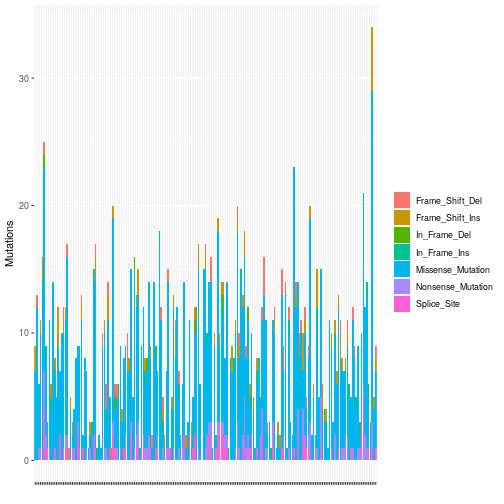 Mutations
30
20
10
0
Frame_Shift_Del
Frame_Shift_Ins
In_Frame_Del
In_Frame_Ins
Missense_Mutation
Nonsense_Mutation
Splice_Site